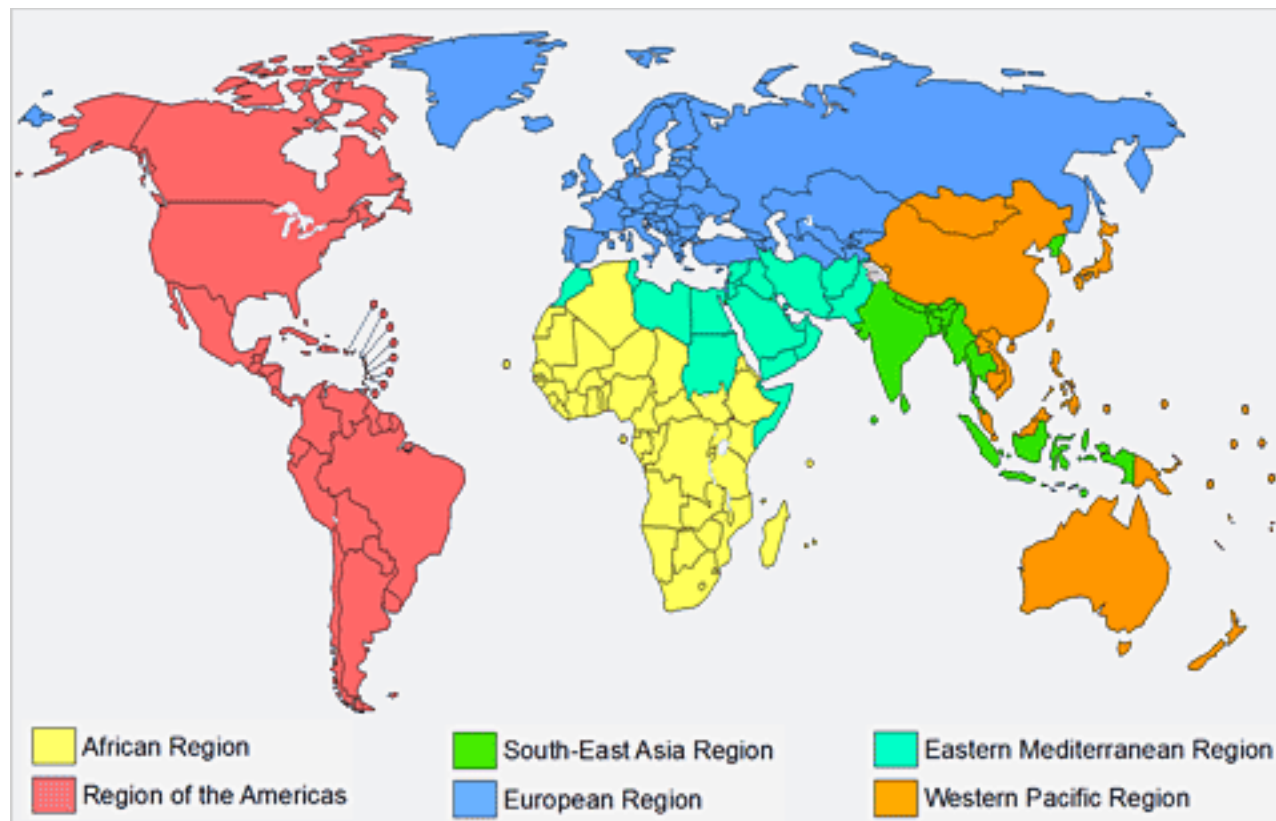 African Region
South-East Asia Region
Eastern Mediterranean Region
Region of the Americas
European Region
Western Pacific Region